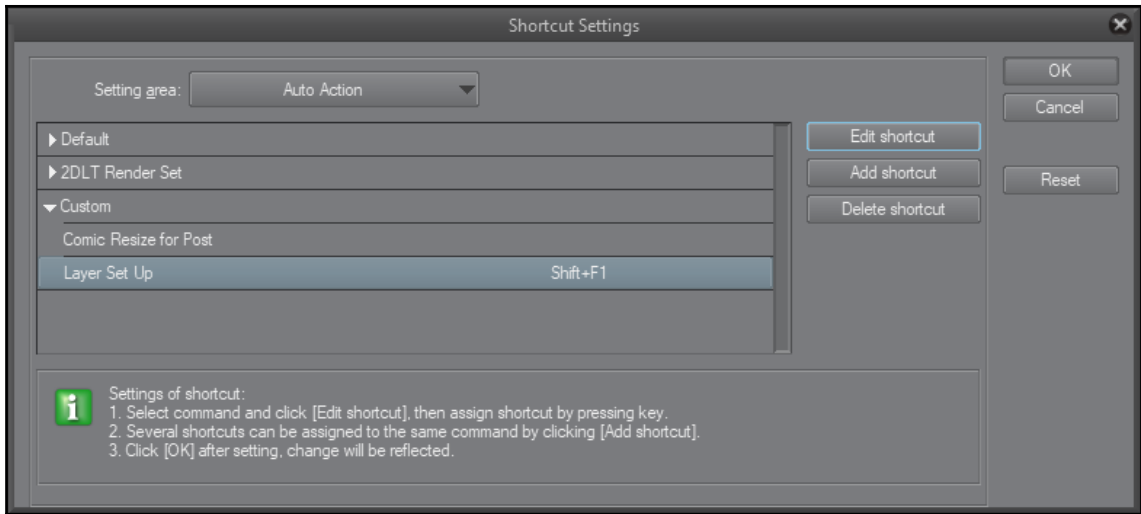 Shortcut Settings
Setting area: Auto Action
OK
Cancel
Reset
Default
2DLT Render Set
Custom
Comic Resize for Post
Layer Set Up Shift+F1
Edit shortcut
Add shortcut
Delete shortcut
Settings of shortcut:
1. Select command and click [Edit shortcut], then assign shortcut by pressing key.
2. Several shortcuts can be assigned to the same command by clicking [Add shortcut].
3. Click [OK] after setting, change will be reflected.